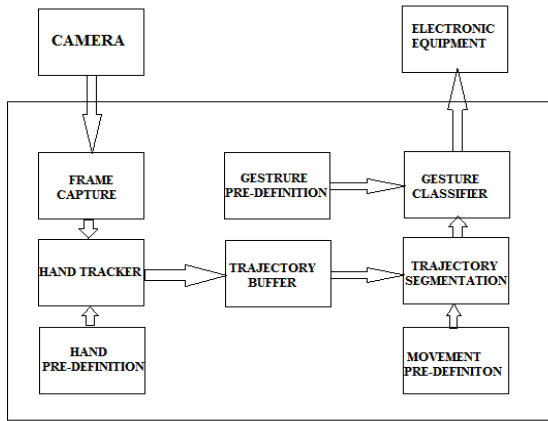 CAMERA
ELECTRONIC
EQUIPMENT
FRAME
CAPTURE
GESTRURE
PRE-DEFINITION
GESTURE
CLASSIFIER
HAND TRACKER
TRAJECTORY
BUFFER
TRAJECTORY
SEGMENTATION
HAND
PRE-DEFINITION
MOVEMENT
PRE-DEFINITON